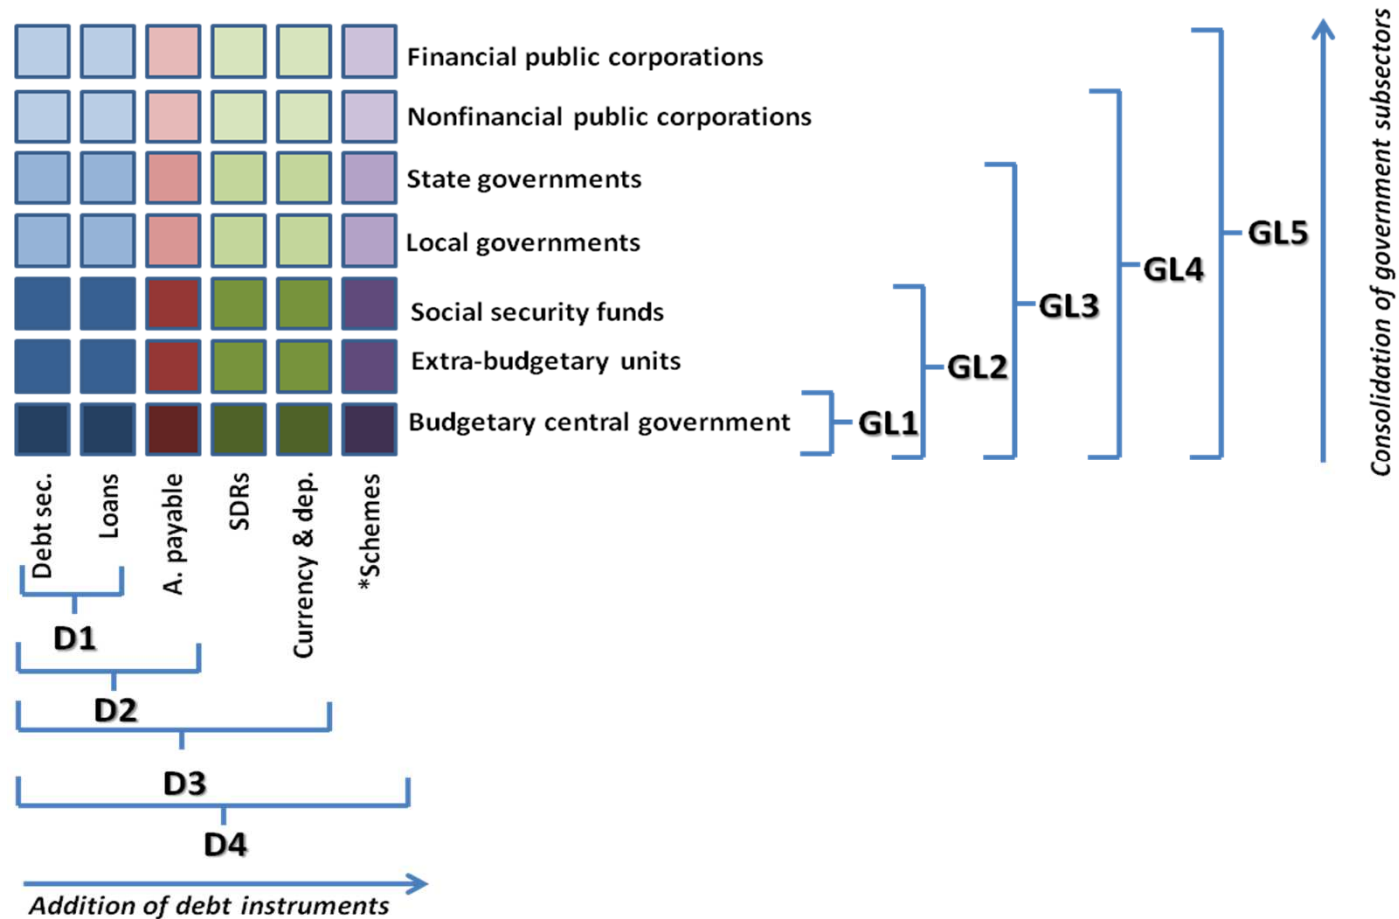 Financial public corporations
Nonfinancial public corporations
State governments
Local governments
Social security funds
Extra-budgetary units
Budgetary central government
GL1
GL2
GL3
GL4
GL5
Consolidation of government subsectors
Debt sec.
Loans
A. payable
SDRs
Currency & dep.
*Schemes
D1
D2
D3
D4
Addition of debt instruments